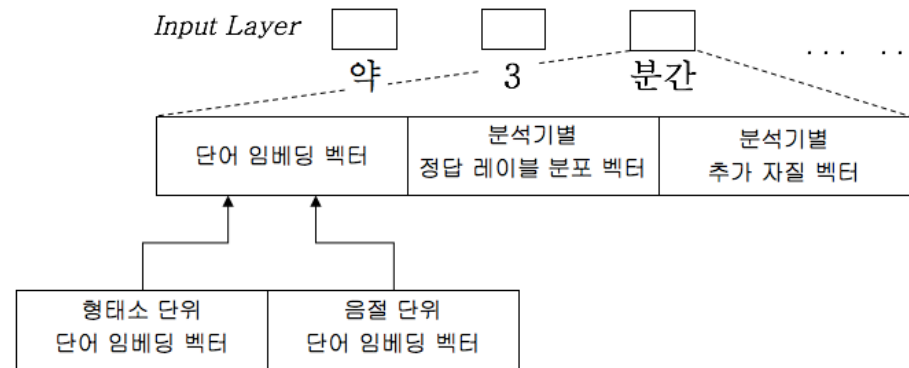 Input Layer
약 3 분간 ... ..
단어 임베딩 벡터
분석기별
정답 레이블 분포 벡터
분석기별
추가 자질 벡터
형태소 단위
단어 임베딩 벡터
음절 단위
단어 임베딩 벡터